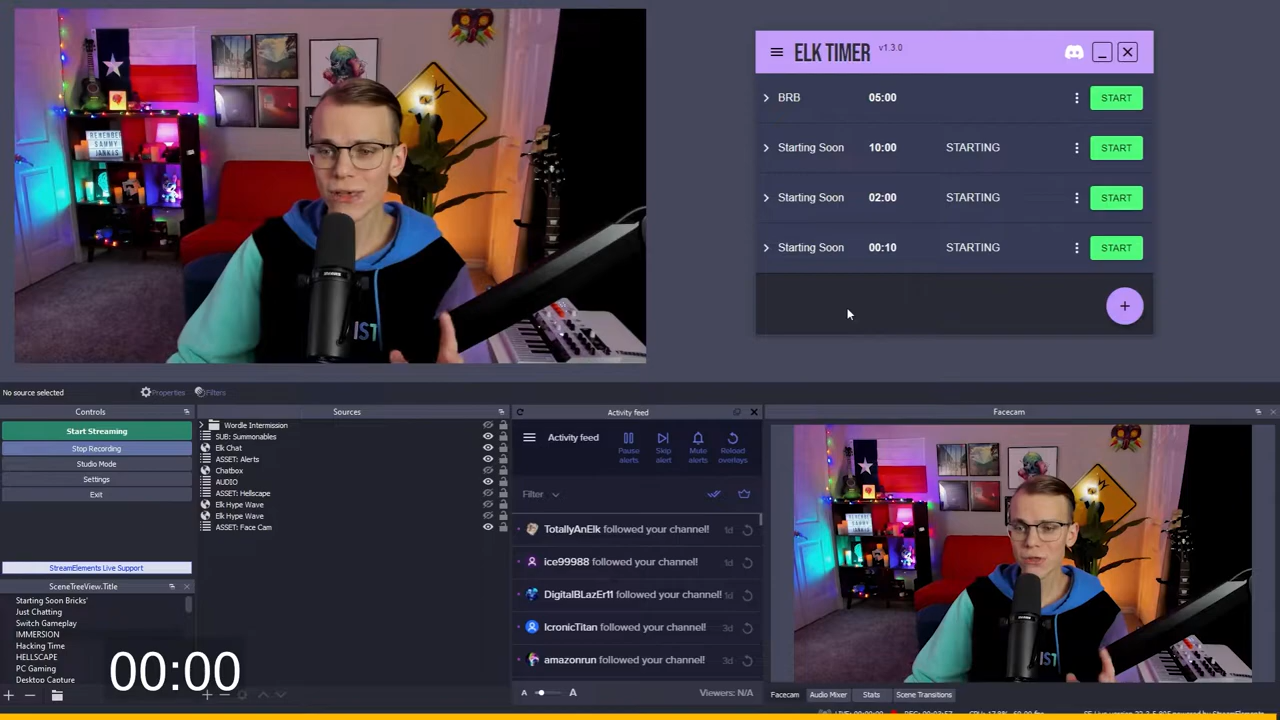 REMEMBER
SAMMY
JANKIS
IST
ELK TIMER v1.3.0
BRB 05:00 START
Starting Soon 10:00 STARTING START
Starting Soon 02:00 STARTING START
Starting Soon 00:10 STARTING START
+
No source selected Properties Filters
Controls
Start Streaming
Stop Recording
Studio Mode
Settings
Exit
StreamElements Live Support
SceneTreeView.Title
Starting Soon Bricks'
Just Chatting
Switch Gameplay
IMMERSION
Hacking Time
HELLSCAPE
PC Gaming
Desktop Capture
00:00
Sources
Wordle Intermission
SUB: Summonables
Elk Chat
ASSET: Alerts
Chatbox
AUDIO
ASSET: Hellscape
Elk Hype Wave
Elk Hype Wave
ASSET: Face Cam
Activity feed
Activity feed
Pause alerts
Skip alert
Mute alerts
Reload overlays
Filter
TotallyAnElk followed your channel! 1d
ice99988 followed your channel! 1d
DigitalBLazEr11 followed your channel! 1d
IcronicTitan followed your channel! 3d
amazonrun followed your channel! 3d
A A Viewers: N/A
Facecam
IST
Facecam Audio Mixer Stats Scene Transitions